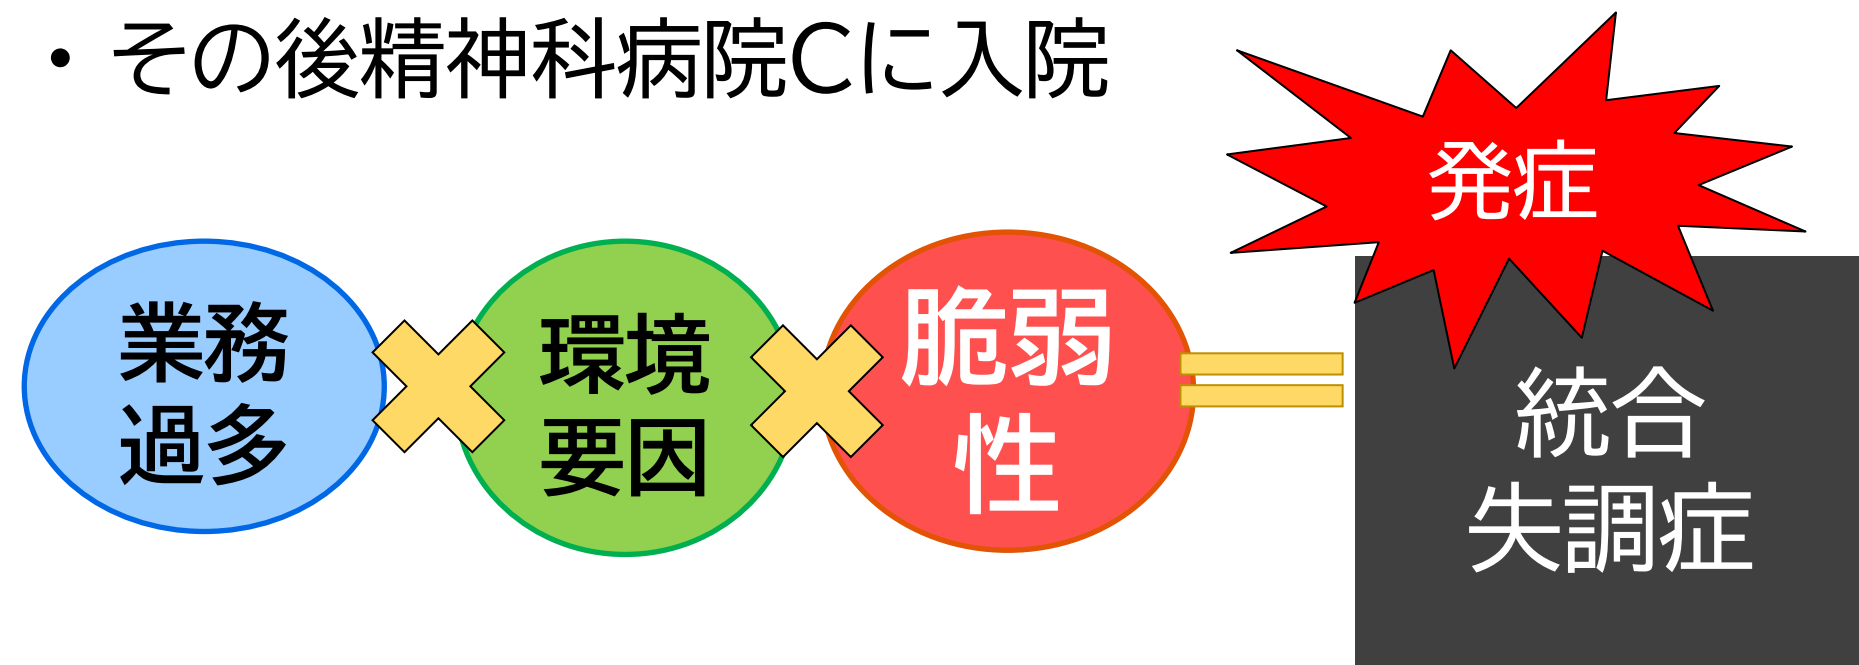 ・その後精神科病院Cに入院
発症
業務
過多
環境
要因
脆弱
性
統合
失調症